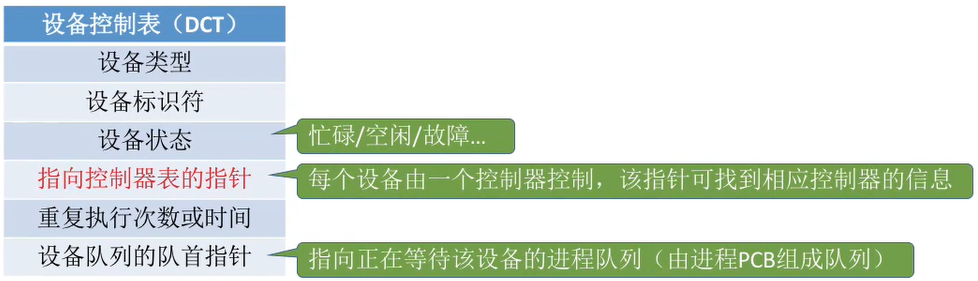 设备控制表（DCT）
设备类型
设备标识符
设备状态
忙碌/空闲/故障...
指向控制器表的指针
每个设备由一个控制器控制，该指针可找到相应控制器的信息
重复执行次数或时间
设备队列的队首指针
指向正在等待该设备的进程队列（由进程PCB组成队列）